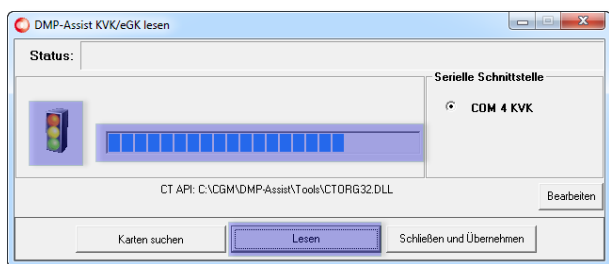 DMP-Assist KVK/eGK lesen
Status:
Serielle Schnittstelle
COM 4 KVK
CT API: C:\CGM\DMP-Assist\Tools\CTORG32.DLL
Bearbeiten
Karten suchen
Lesen
Schließen und Übernehmen